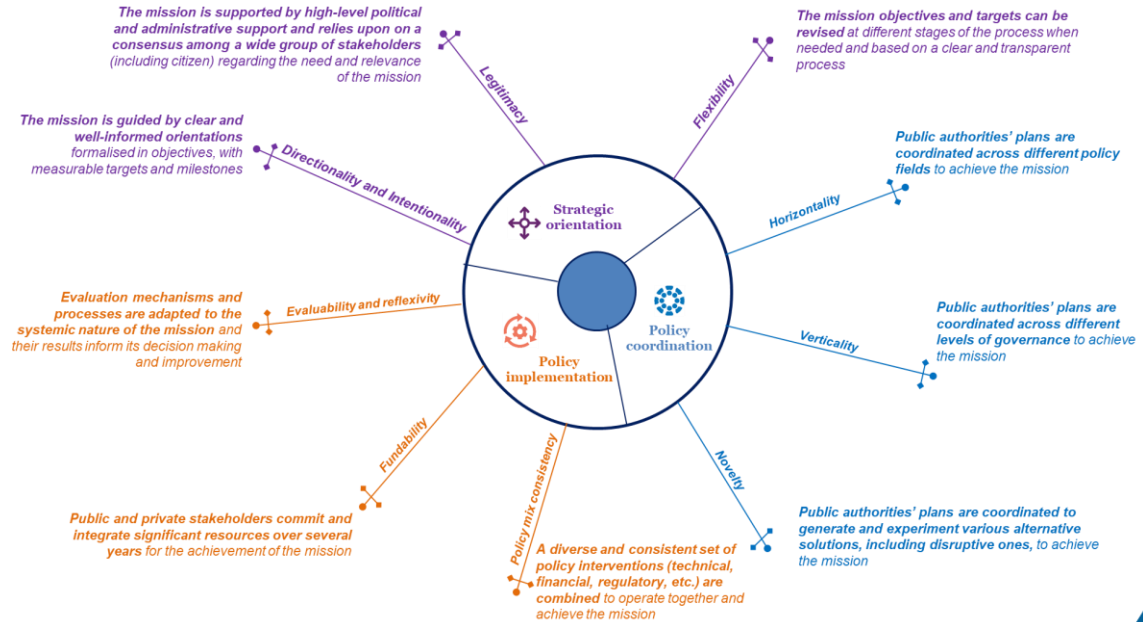 The mission is supported by high-level political
and administrative support and relies upon on a
consensus among a wide group of stakeholders
(including citizen) regarding the need and relevance
of the mission
Legitimacy
The mission objectives and targets can be
revised at different stages of the process when
needed and based on a clear and transparent
process
Flexibility
The mission is guided by clear and
well-informed orientations
formalised in objectives, with
measurable targets and milestones
Directionality and Intentionality
Public authorities' plans are
coordinated across different policy
fields to achieve the mission
Horizontality
Strategic
orientation
Evaluation mechanisms and
processes are adapted to the
systemic nature of the mission and
their results inform its decision making
and improvement
Evaluability and reflexivity
Policy
coordination
Policy
implementation
Public authorities' plans are
coordinated across different
levels of governance to achieve
the mission
Verticality
Fundability
Public and private stakeholders commit and
integrate significant resources over several
years for the achievement of the mission
Policy mix consistency
A diverse and consistent set of
policy interventions (technical,
financial, regulatory, etc.) are
combined to operate together and
achieve the mission
Novelty
Public authorities' plans are coordinated to
generate and experiment various alternative
solutions, including disruptive ones, to achieve
the mission